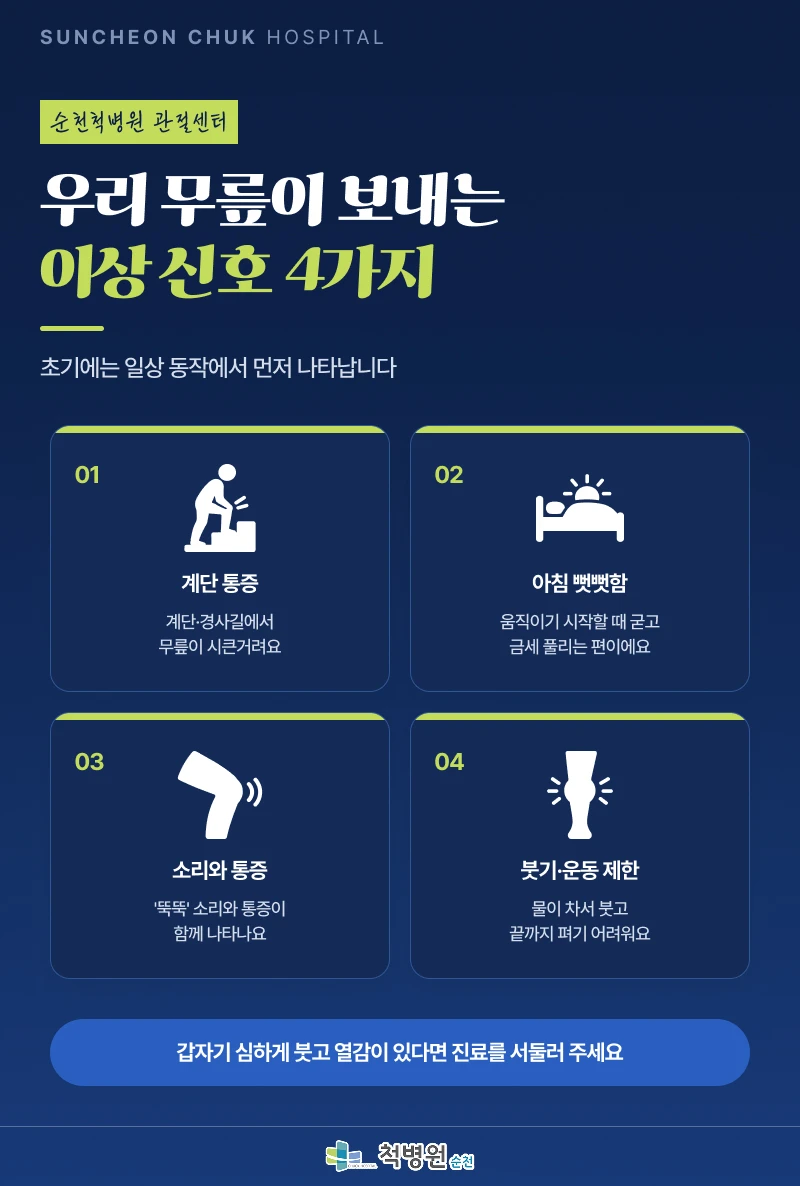 SUNCHEON CHUK HOSPITAL
순천척병원 관절센터
우리 무릎이 보내는
이상 신호 4가지
초기에는 일상 동작에서 먼저 나타납니다
01
계단 통증
계단·경사길에서
무릎이 시큰거려요
02
아침 뻣뻣함
움직이기 시작할 때 굳고
금세 풀리는 편이에요
03
소리와 통증
'뚝뚝' 소리와 통증이
함께 나타나요
04
붓기·운동 제한
물이 차서 붓고
끝까지 펴기 어려워요
갑자기 심하게 붓고 열감이 있다면 진료를 서둘러 주세요
척병원 순천